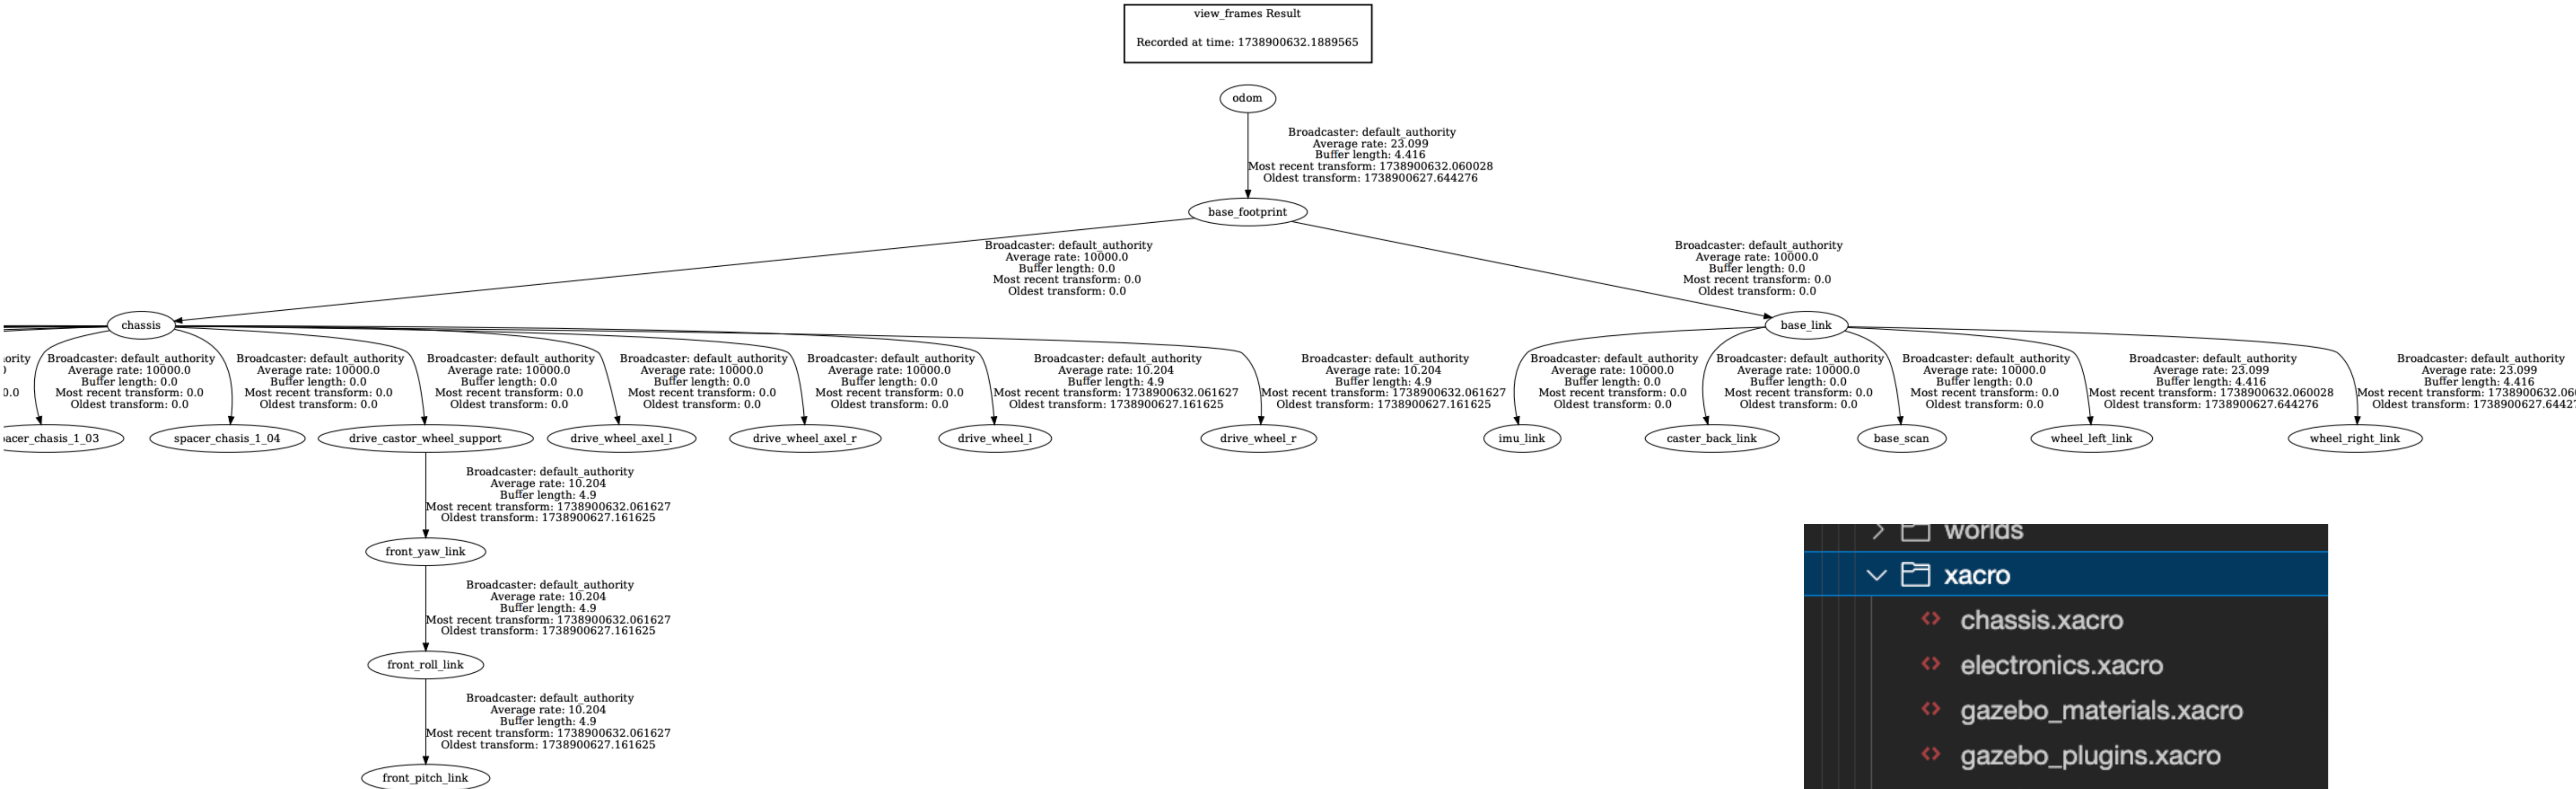 view_frames Result
Recorded at time: 1738900632.1889565
odom
Broadcaster: default_authority
Average rate: 23.099
Buffer length: 4.416
Most recent transform: 1738900632.060028
Oldest transform: 1738900627.644276
base_footprint
Broadcaster: default_authority
Average rate: 10000.0
Buffer length: 0.0
Most recent transform: 0.0
Oldest transform: 0.0
Broadcaster: default_authority
Average rate: 10000.0
Buffer length: 0.0
Most recent transform: 0.0
Oldest transform: 0.0
chassis
base_link
ority
0
0.0
Broadcaster: default_authority
Average rate: 10000.0
Buffer length: 0.0
Most recent transform: 0.0
Oldest transform: 0.0
Broadcaster: default_authority
Average rate: 10000.0
Buffer length: 0.0
Most recent transform: 0.0
Oldest transform: 0.0
Broadcaster: default_authority
Average rate: 10000.0
Buffer length: 0.0
Most recent transform: 0.0
Oldest transform: 0.0
Broadcaster: default_authority
Average rate: 10000.0
Buffer length: 0.0
Most recent transform: 0.0
Oldest transform: 0.0
Broadcaster: default_authority
Average rate: 10000.0
Buffer length: 0.0
Most recent transform: 0.0
Oldest transform: 0.0
Broadcaster: default_authority
Average rate: 10.204
Buffer length: 4.9
Most recent transform: 1738900632.061627
Oldest transform: 1738900627.161625
Broadcaster: default_authority
Average rate: 10.204
Buffer length: 4.9
Most recent transform: 1738900632.061627
Oldest transform: 1738900627.161625
Broadcaster: default_authority
Average rate: 10000.0
Buffer length: 0.0
Most recent transform: 0.0
Oldest transform: 0.0
Broadcaster: default_authority
Average rate: 10000.0
Buffer length: 0.0
Most recent transform: 0.0
Oldest transform: 0.0
Broadcaster: default_authority
Average rate: 10000.0
Buffer length: 0.0
Most recent transform: 0.0
Oldest transform: 0.0
Broadcaster: default_authority
Average rate: 23.099
Buffer length: 4.416
Most recent transform: 1738900632.060028
Oldest transform: 1738900627.644276
Broadcaster: default_authority
Average rate: 23.099
Buffer length: 4.416
Most recent transform: 1738900632.06
Oldest transform: 1738900627.6442
pacer_chasis_1_03
spacer_chasis_1_04
drive_castor_wheel_support
drive_wheel_axel_l
drive_wheel_axel_r
drive_wheel_l
drive_wheel_r
imu_link
caster_back_link
base_scan
wheel_left_link
wheel_right_link
Broadcaster: default_authority
Average rate: 10.204
Buffer length: 4.9
Most recent transform: 1738900632.061627
Oldest transform: 1738900627.161625
front_yaw_link
Broadcaster: default_authority
Average rate: 10.204
Buffer length: 4.9
Most recent transform: 1738900632.061627
Oldest transform: 1738900627.161625
front_roll_link
Broadcaster: default_authority
Average rate: 10.204
Buffer length: 4.9
Most recent transform: 1738900632.061627
Oldest transform: 1738900627.161625
front_pitch_link
worlds
xacro
chassis.xacro
electronics.xacro
gazebo_materials.xacro
gazebo_plugins.xacro